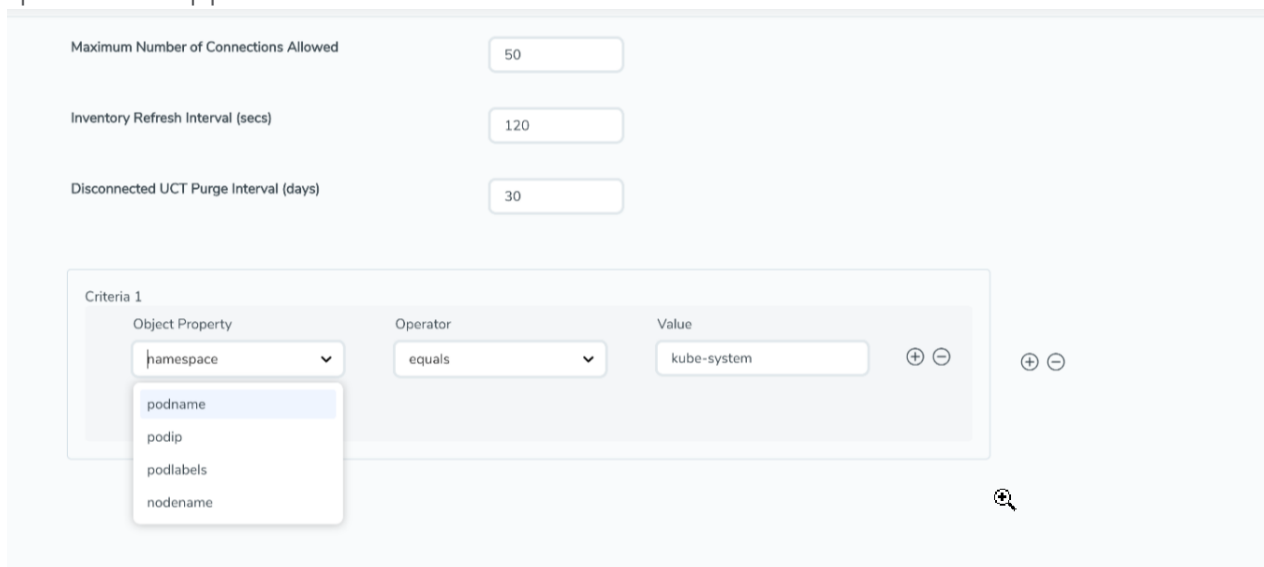 Maximum Number of Connections Allowed 50
Inventory Refresh Interval (secs) 120
Disconnected UCT Purge Interval (days) 30
Criteria 1
Object Property Operator Value
namespace equals kube-system
podname
podip
podlabels
nodename